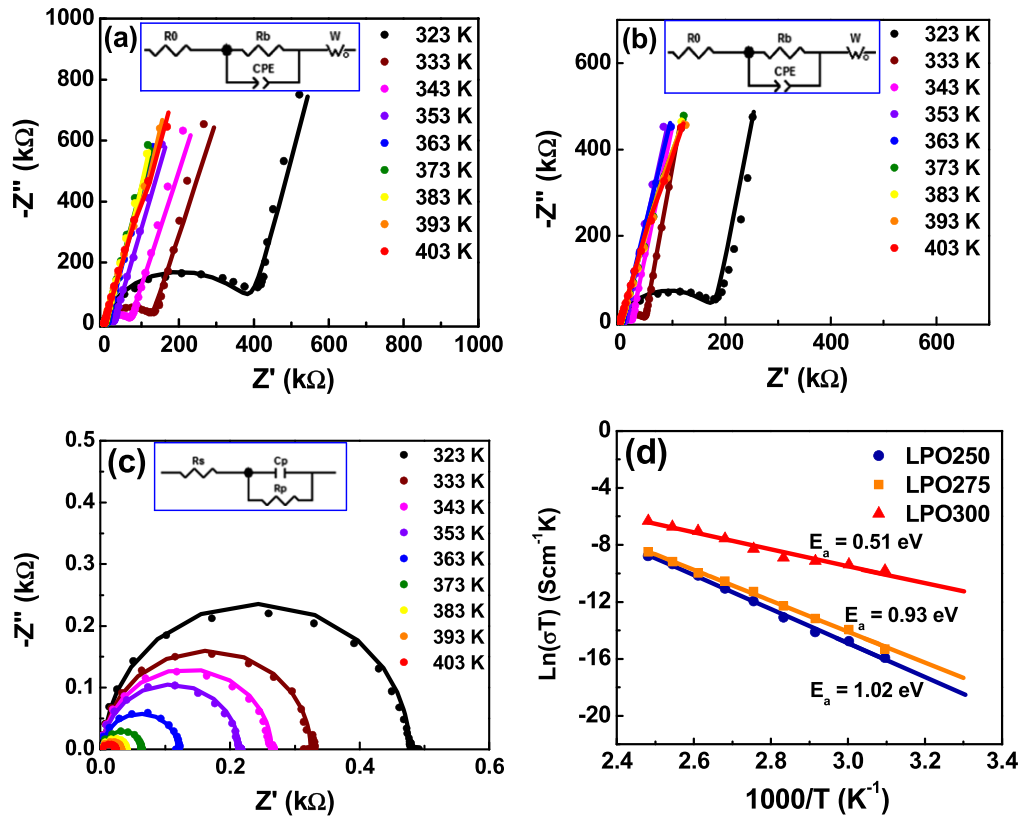 (a)
R0 Rb W
CPE
323 K
333 K
343 K
353 K
363 K
373 K
383 K
393 K
403 K
1000
800
600
400
200
0
0 200 400 600 800 1000
-Z'' (kΩ)
Z' (kΩ)
(b)
R0 Rb W
CPE
323 K
333 K
343 K
353 K
363 K
373 K
383 K
393 K
403 K
600
400
200
0
0 200 400 600
-Z'' (kΩ)
Z' (kΩ)
(c)
Rs Cp
Rp
323 K
333 K
343 K
353 K
363 K
373 K
383 K
393 K
403 K
0.5
0.4
0.3
0.2
0.1
0.0
0.0 0.2 0.4 0.6
-Z'' (kΩ)
Z' (kΩ)
(d)
LPO250
LPO275
LPO300
E_a = 0.51 eV
E_a = 0.93 eV
E_a = 1.02 eV
0
-4
-8
-12
-16
-20
2.4 2.6 2.8 3.0 3.2 3.4
Ln(σT) (Scm⁻¹K)
1000/T (K⁻¹)